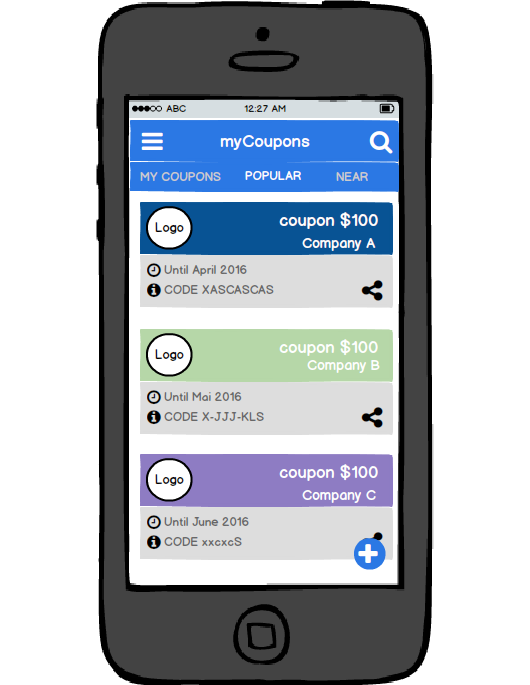 ABC 12:27 AM
myCoupons
MY COUPONS POPULAR NEAR
Logo
coupon $100
Company A
Until April 2016
CODE XASCASCAS
Logo
coupon $100
Company B
Until Mai 2016
CODE X-JJJ-KLS
Logo
coupon $100
Company C
Until June 2016
CODE xxcxcS